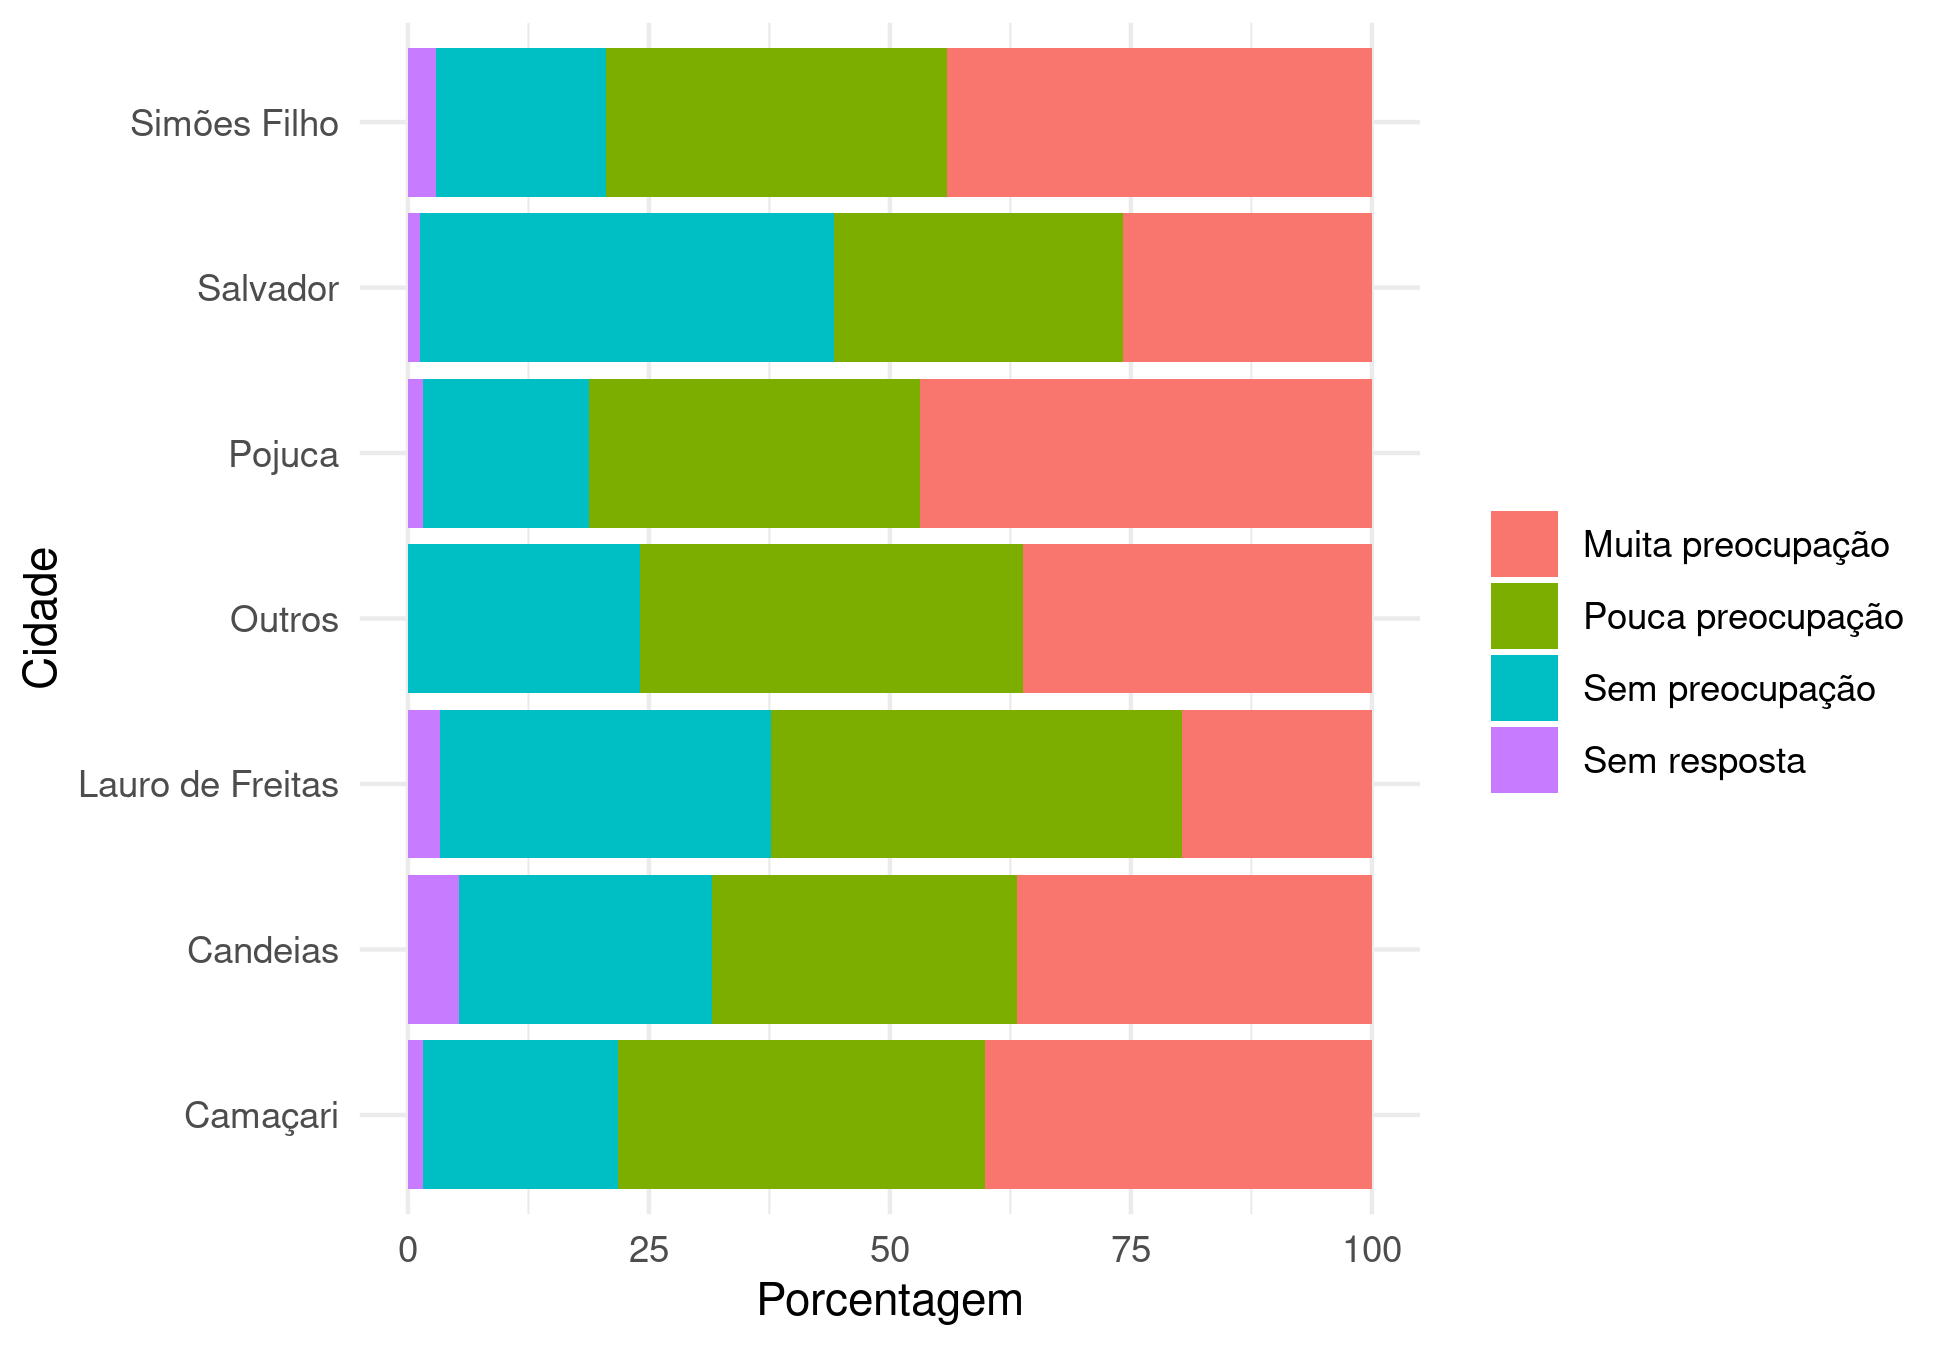 Simões Filho
Salvador
Pojuca
Outros
Lauro de Freitas
Candeias
Camaçari
Cidade
0 25 50 75 100
Porcentagem
Muita preocupação
Pouca preocupação
Sem preocupação
Sem resposta